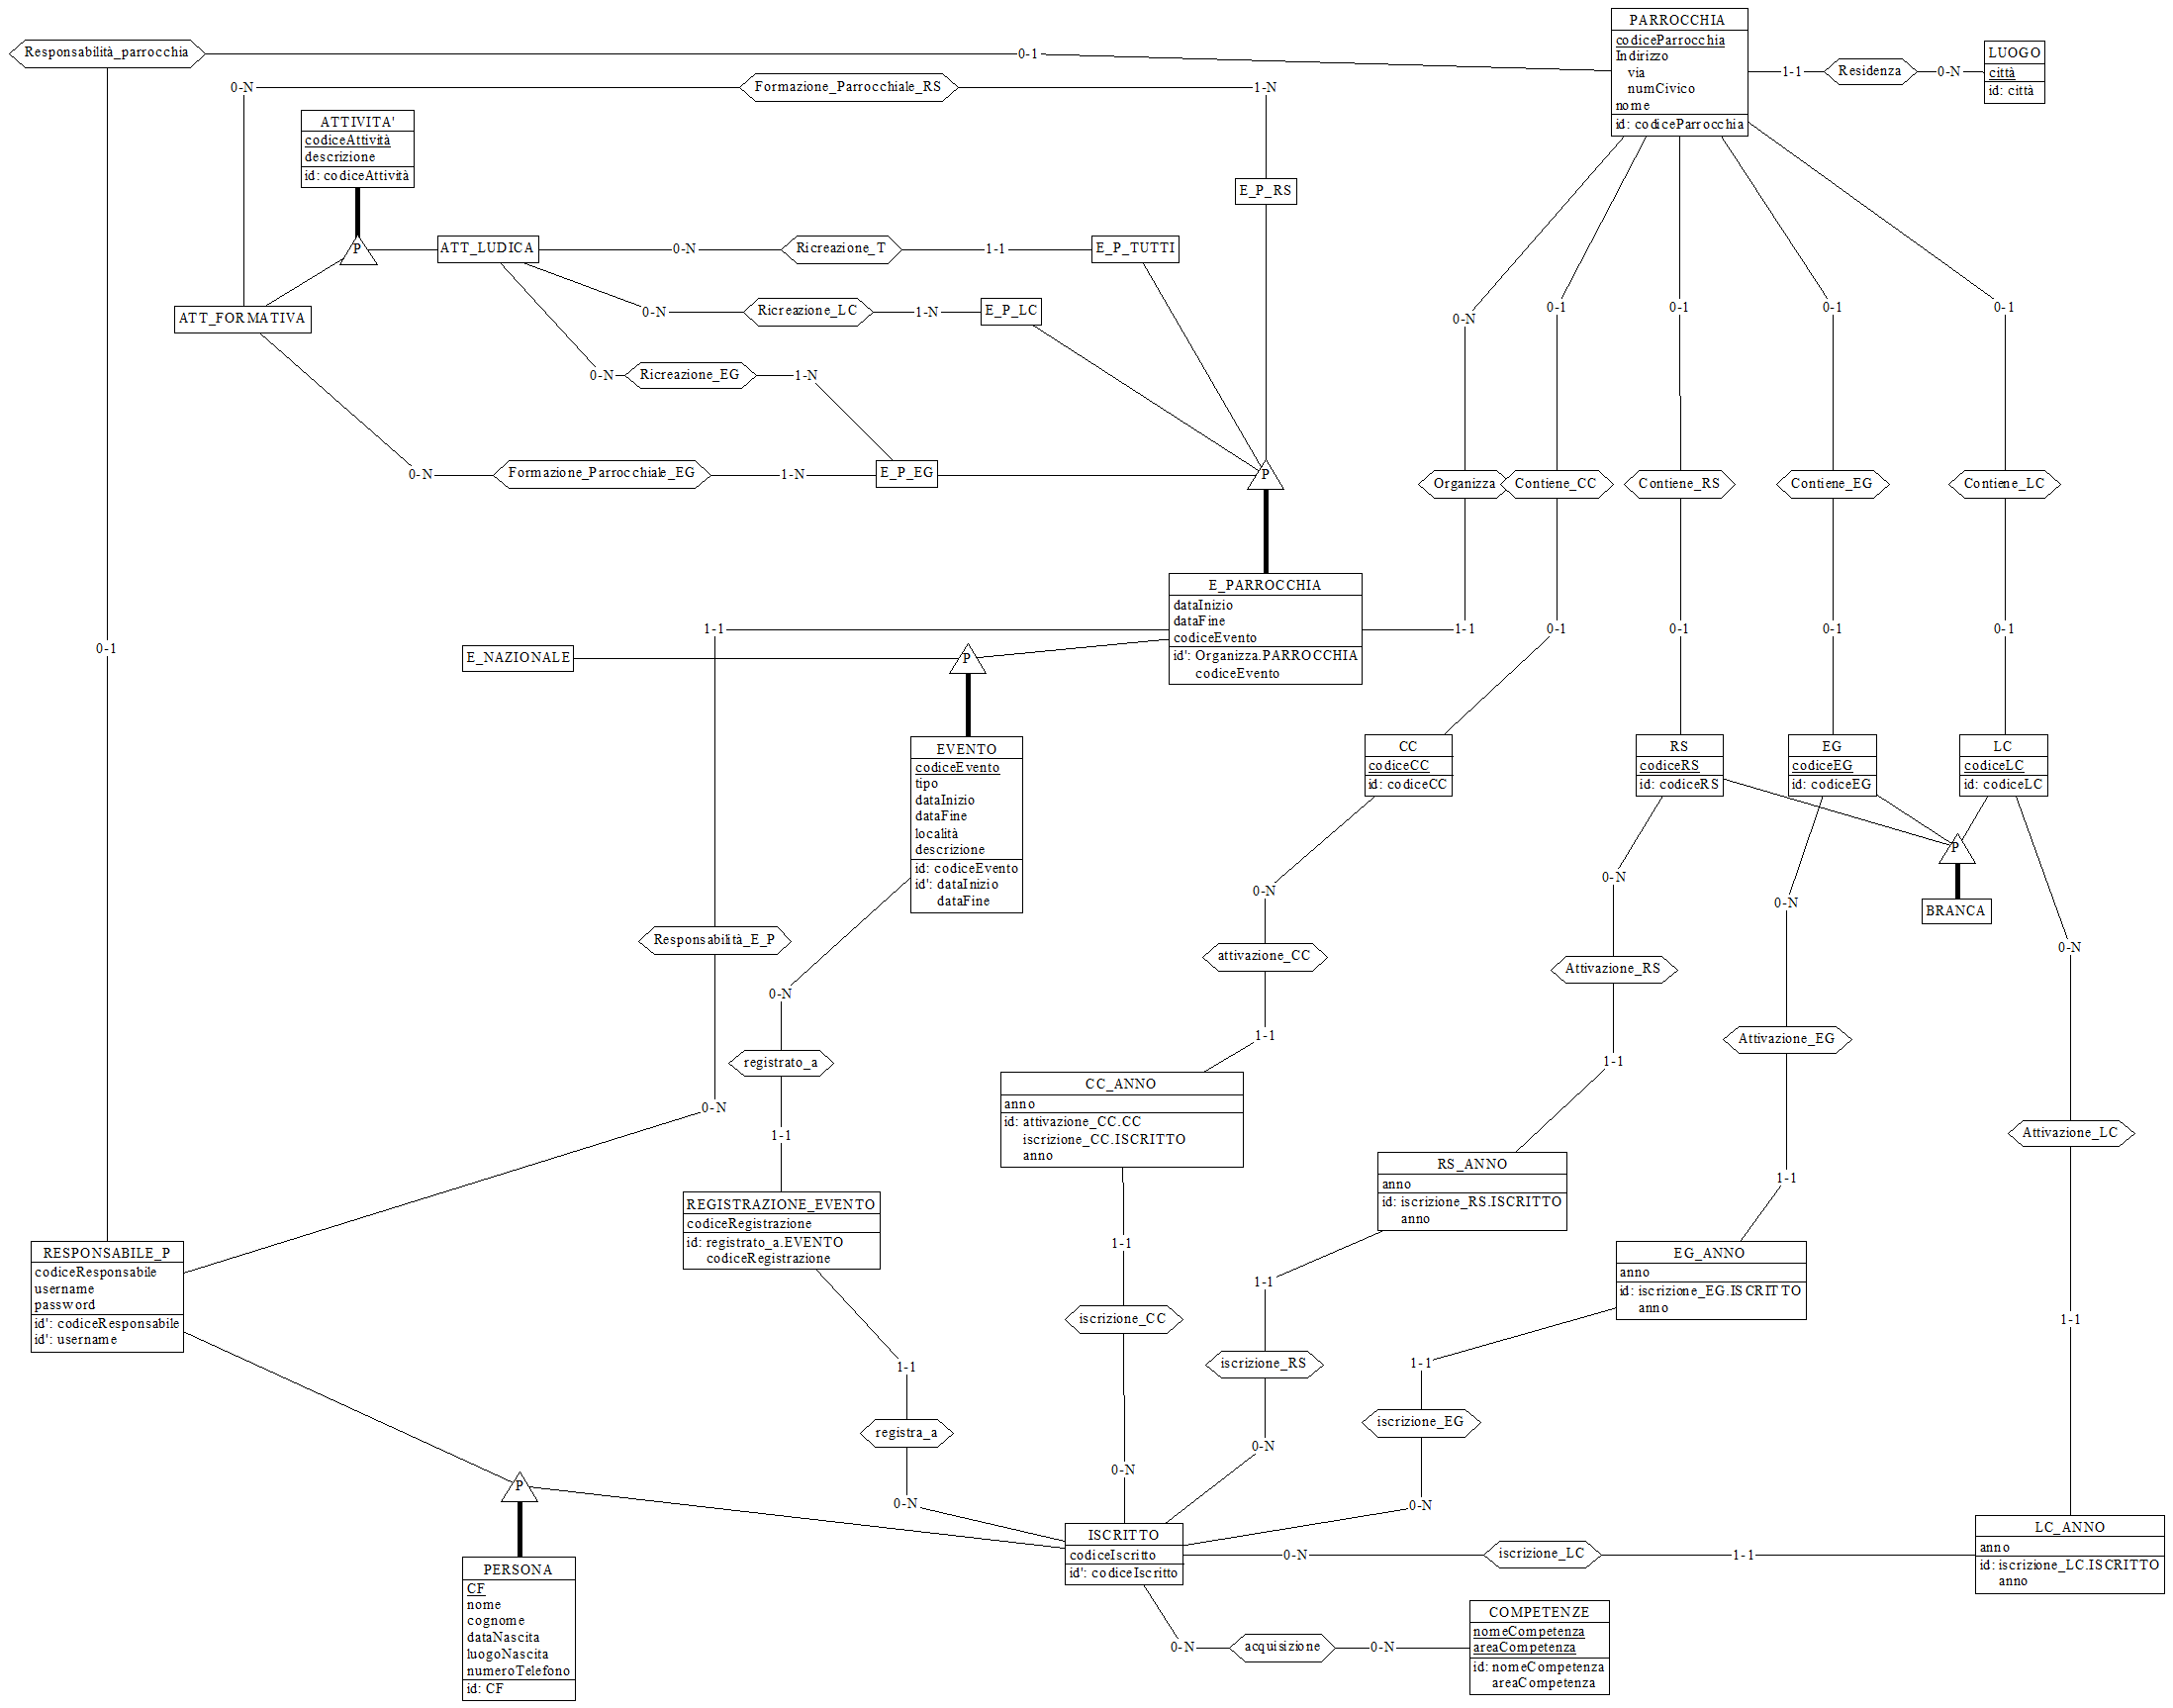 PARROCCHIA
codiceParrocchia
Indirizzo
via
numCivico
nome
id: codiceParrocchia
Responsabilità_parrocchia
0-1
1-1
Residenza
0-N
LUOGO
città
id: città
0-N
Formazione_Parrocchiale_RS
1-N
ATTIVITA'
codiceAttività
descrizione
id: codiceAttività
E_P_RS
P
ATT_LUDICA
0-N
Ricreazione_T
1-1
E_P_TUTTI
ATT_FORMATIVA
0-N
Ricreazione_LC
1-N
E_P_LC
0-N
0-1
0-1
0-1
0-1
0-N
Ricreazione_EG
1-N
0-N
Formazione_Parrocchiale_EG
1-N
E_P_EG
P
Organizza
Contiene_CC
Contiene_RS
Contiene_EG
Contiene_LC
E_PARROCCHIA
dataInizio
dataFine
codiceEvento
id': Organizza.PARROCCHIA
codiceEvento
1-1
1-1
0-1
0-1
0-1
0-1
0-1
E_NAZIONALE
P
EVENTO
codiceEvento
tipo
dataInizio
dataFine
località
descrizione
id: codiceEvento
id': dataInizio
dataFine
CC
codiceCC
id: codiceCC
RS
codiceRS
id: codiceRS
EG
codiceEG
id: codiceEG
LC
codiceLC
id: codiceLC
P
BRANCA
0-N
0-N
0-N
0-N
Responsabilità_E_P
attivazione_CC
Attivazione_RS
0-N
registrato_a
1-1
1-1
Attivazione_EG
0-N
1-1
CC_ANNO
anno
id: attivazione_CC.CC
iscrizione_CC.ISCRITTO
anno
Attivazione_LC
RS_ANNO
anno
id: iscrizione_RS.ISCRITTO
anno
1-1
REGISTRAZIONE_EVENTO
codiceRegistrazione
id: registrato_a.EVENTO
codiceRegistrazione
RESPONSABILE_P
codiceResponsabile
username
password
id': codiceResponsabile
id': username
1-1
1-1
EG_ANNO
anno
id: iscrizione_EG.ISCRITTO
anno
iscrizione_CC
1-1
1-1
iscrizione_RS
1-1
registra_a
iscrizione_EG
0-N
0-N
0-N
0-N
P
ISCRITTO
codiceIscritto
id': codiceIscritto
0-N
iscrizione_LC
1-1
LC_ANNO
anno
id: iscrizione_LC.ISCRITTO
anno
PERSONA
CF
nome
cognome
dataNascita
luogoNascita
numeroTelefono
id: CF
0-N
acquisizione
0-N
COMPETENZE
nomeCompetenza
areaCompetenza
id: nomeCompetenza
areaCompetenza